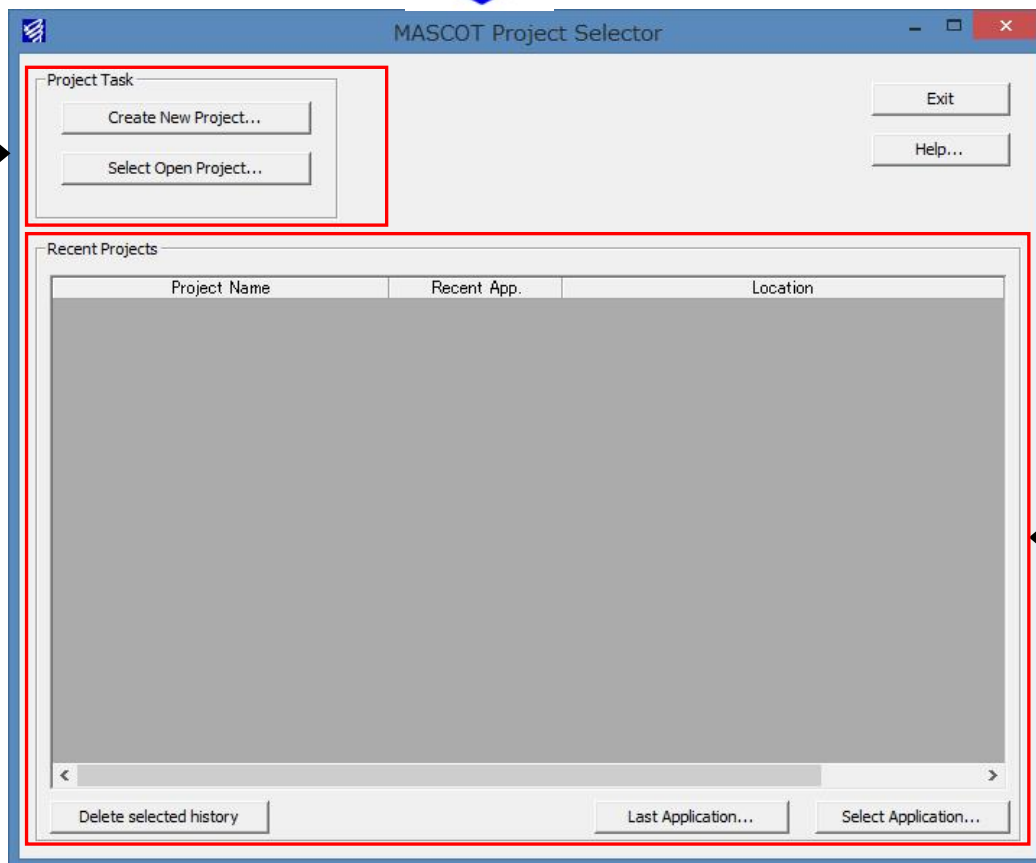 MASCOT Project Selector
Project Task
Create New Project...
Select Open Project...
Exit
Help...
Recent Projects
Project Name Recent App. Location
Delete selected history Last Application... Select Application...